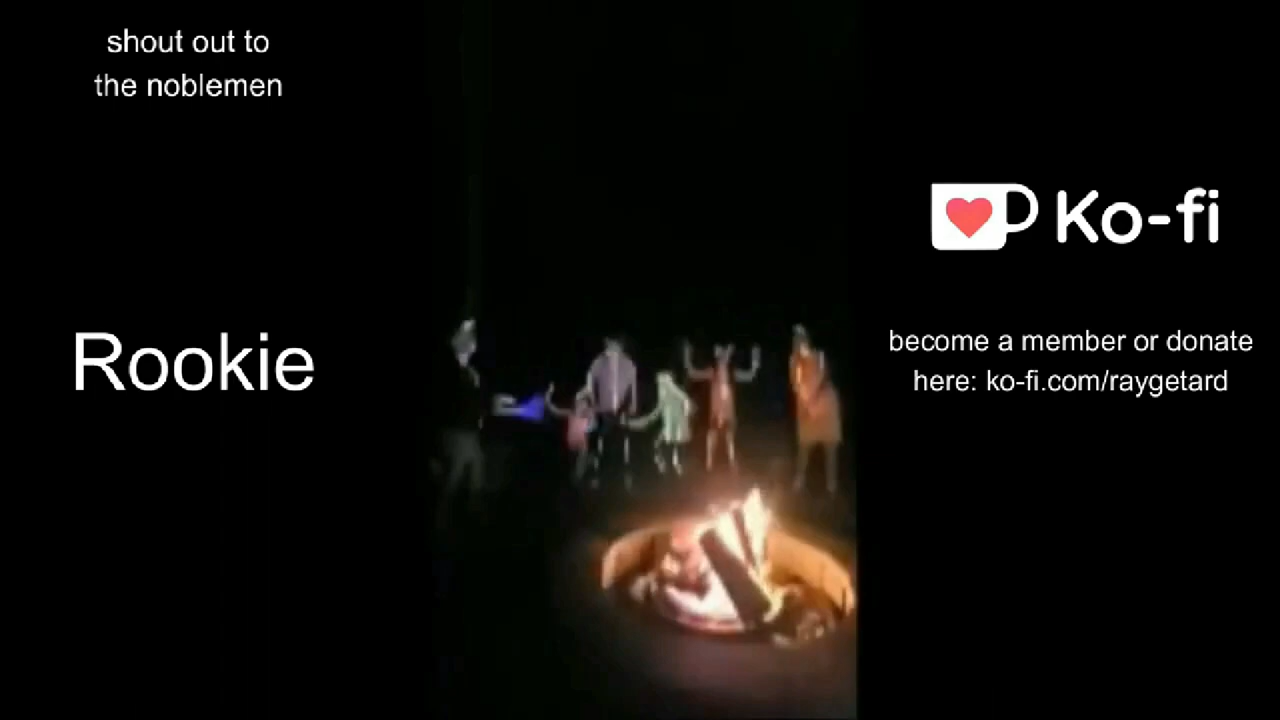 shout out to
the noblemen
Rookie
Ko-fi
become a member or donate
here: ko-fi.com/raygetard